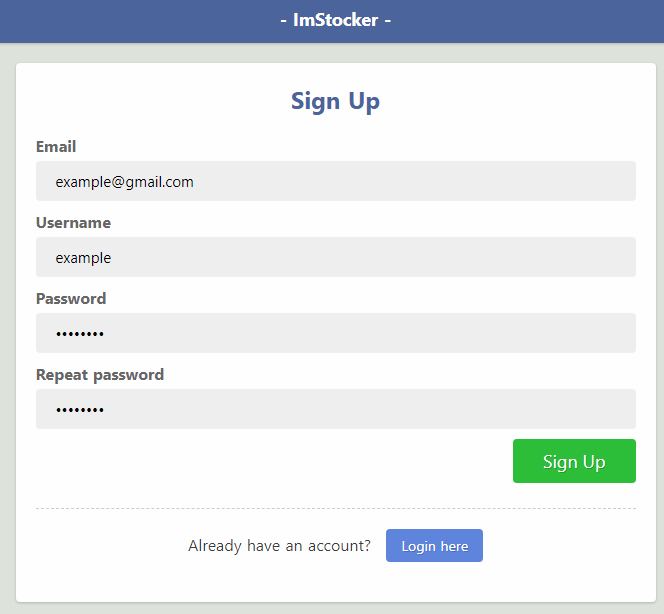 - ImStocker -
Sign Up
Email
example@gmail.com
Username
example
Password
••••••••
Repeat password
••••••••
Sign Up
Already have an account? Login here